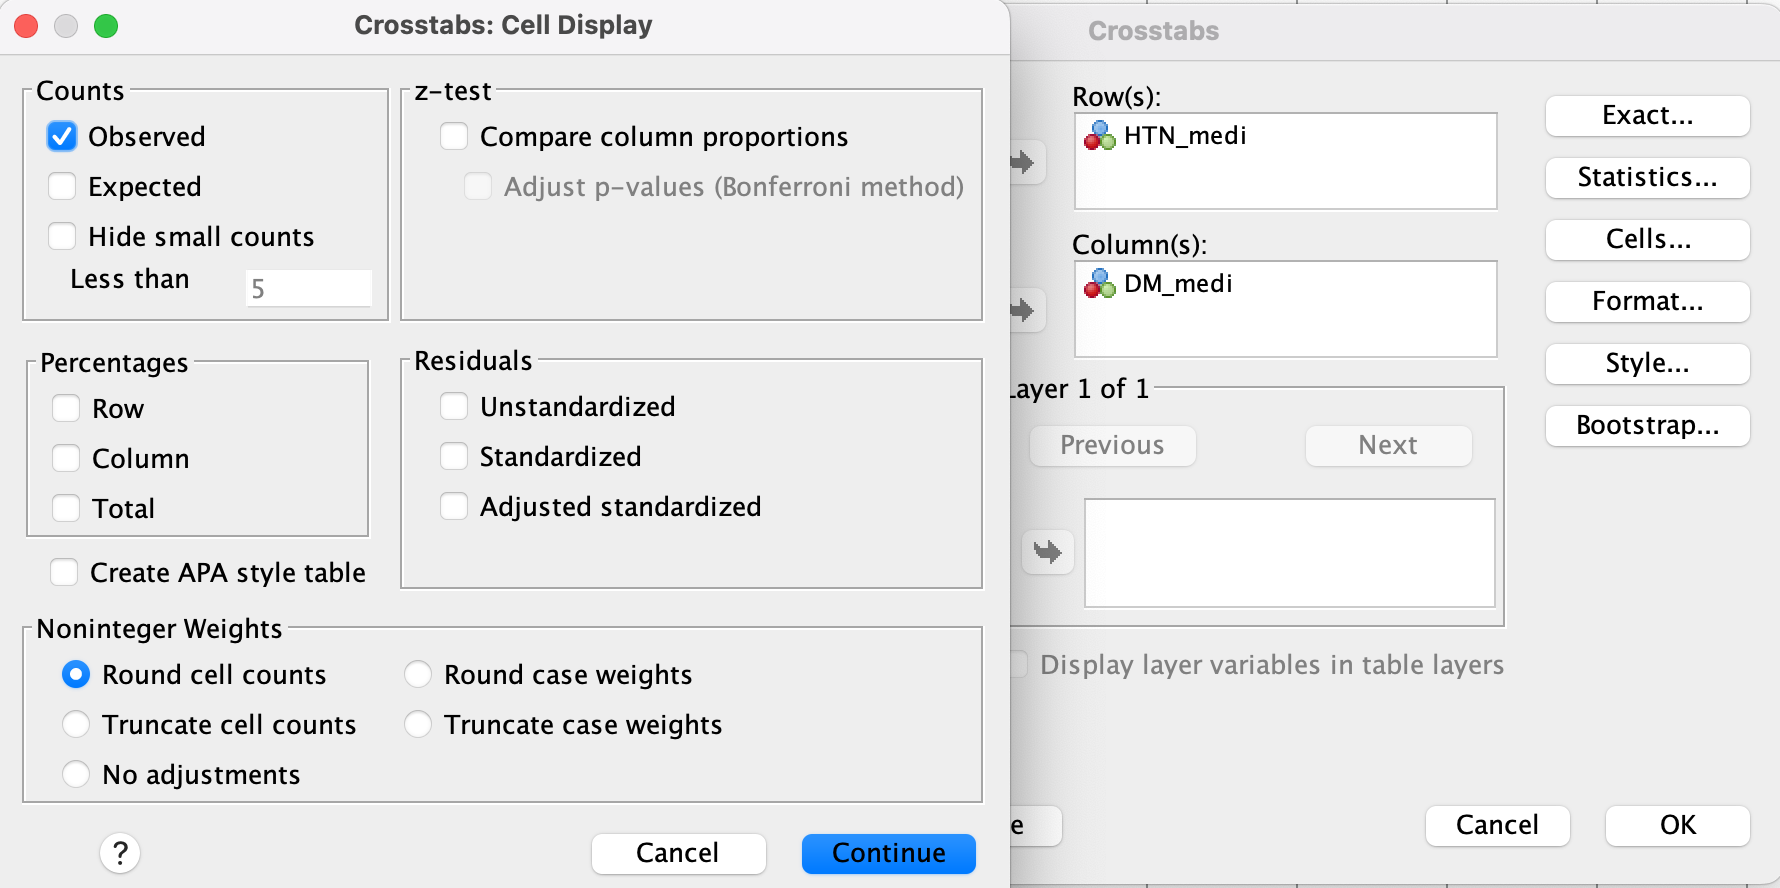 Crosstabs: Cell Display
Counts
Observed
Expected
Hide small counts
Less than
5
z-test
Compare column proportions
Adjust p-values (Bonferroni method)
Percentages
Row
Column
Total
Create APA style table
Residuals
Unstandardized
Standardized
Adjusted standardized
Noninteger Weights
Round cell counts
Round case weights
Truncate cell counts
Truncate case weights
No adjustments
?
Cancel
Continue
Crosstabs
Row(s):
HTN_medi
Column(s):
DM_medi
Layer 1 of 1
Previous
Next
Display layer variables in table layers
Exact...
Statistics...
Cells...
Format...
Style...
Bootstrap...
e
Cancel
OK